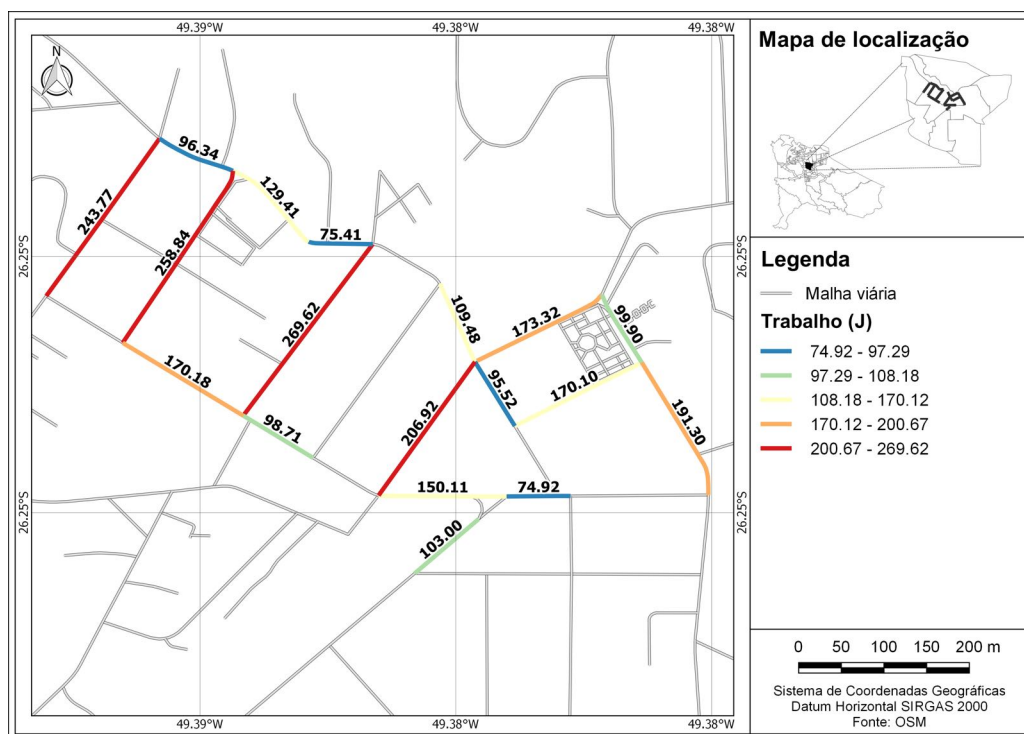 49.39°W
49.38°W
49.38°W
N
96.34
129.41
75.41
243.77
258.84
269.62
26.25°S
26.25°S
109.48
173.32
99.90
170.18
95.52
170.10
98.71
206.92
191.30
150.11
74.92
26.25°S
26.25°S
103.00
49.39°W
49.38°W
49.38°W
Mapa de localização
Legenda
Malha viária
Trabalho (J)
74.92 - 97.29
97.29 - 108.18
108.18 - 170.12
170.12 - 200.67
200.67 - 269.62
0 50 100 150 200 m
Sistema de Coordenadas Geográficas
Datum Horizontal SIRGAS 2000
Fonte: OSM